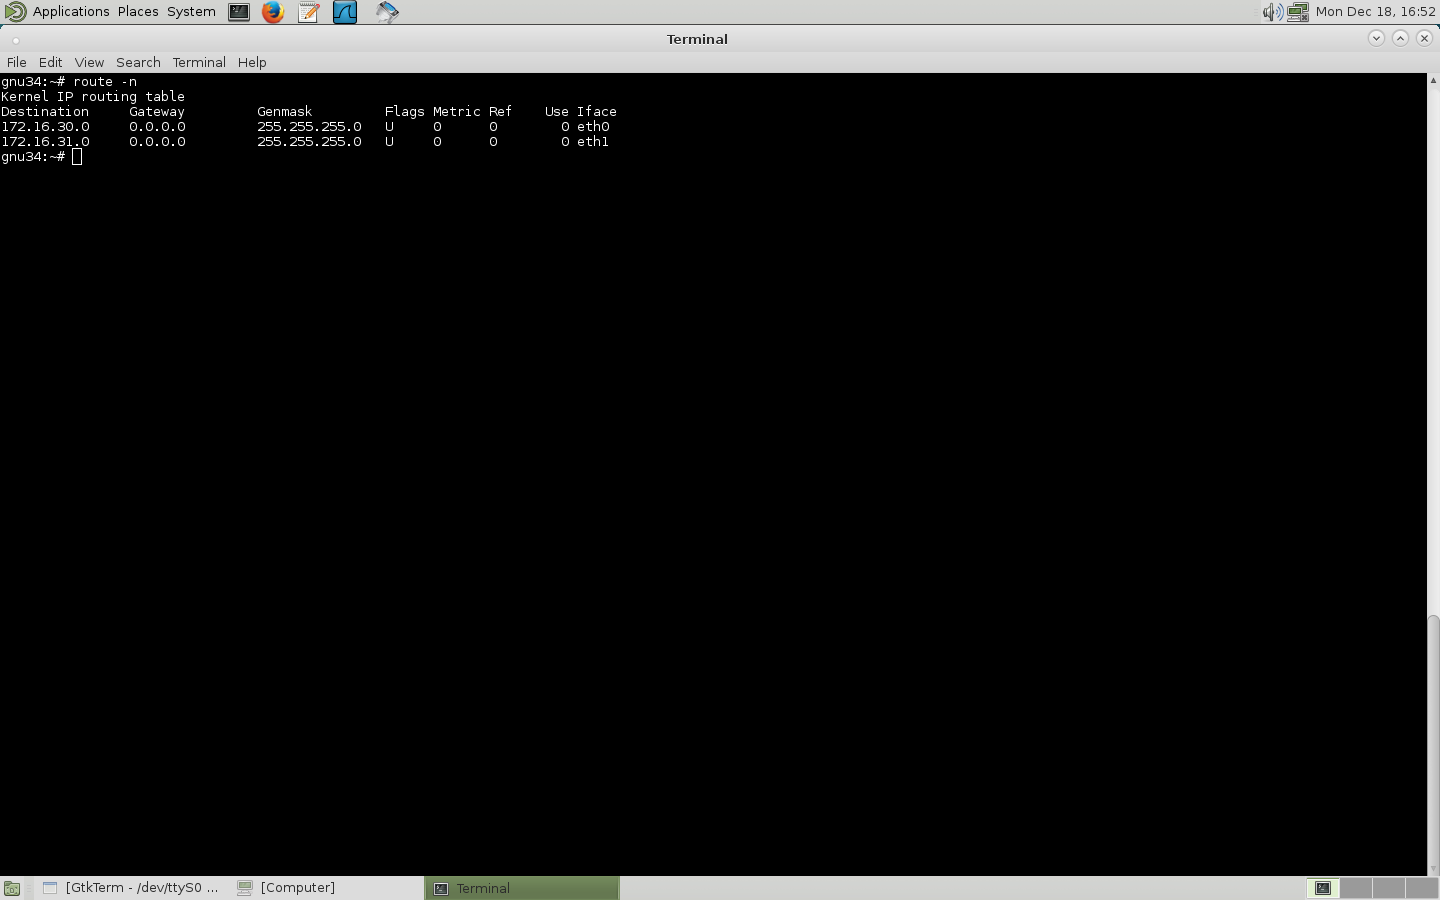 Applications Places System Mon Dec 18, 16:52
Terminal
File Edit View Search Terminal Help
gnu34:~# route -n
Kernel IP routing table
Destination Gateway Genmask Flags Metric Ref Use Iface
172.16.30.0 0.0.0.0 255.255.255.0 U 0 0 0 eth0
172.16.31.0 0.0.0.0 255.255.255.0 U 0 0 0 eth1
gnu34:~#
[GtkTerm - /dev/ttyS0 ... [Computer] Terminal